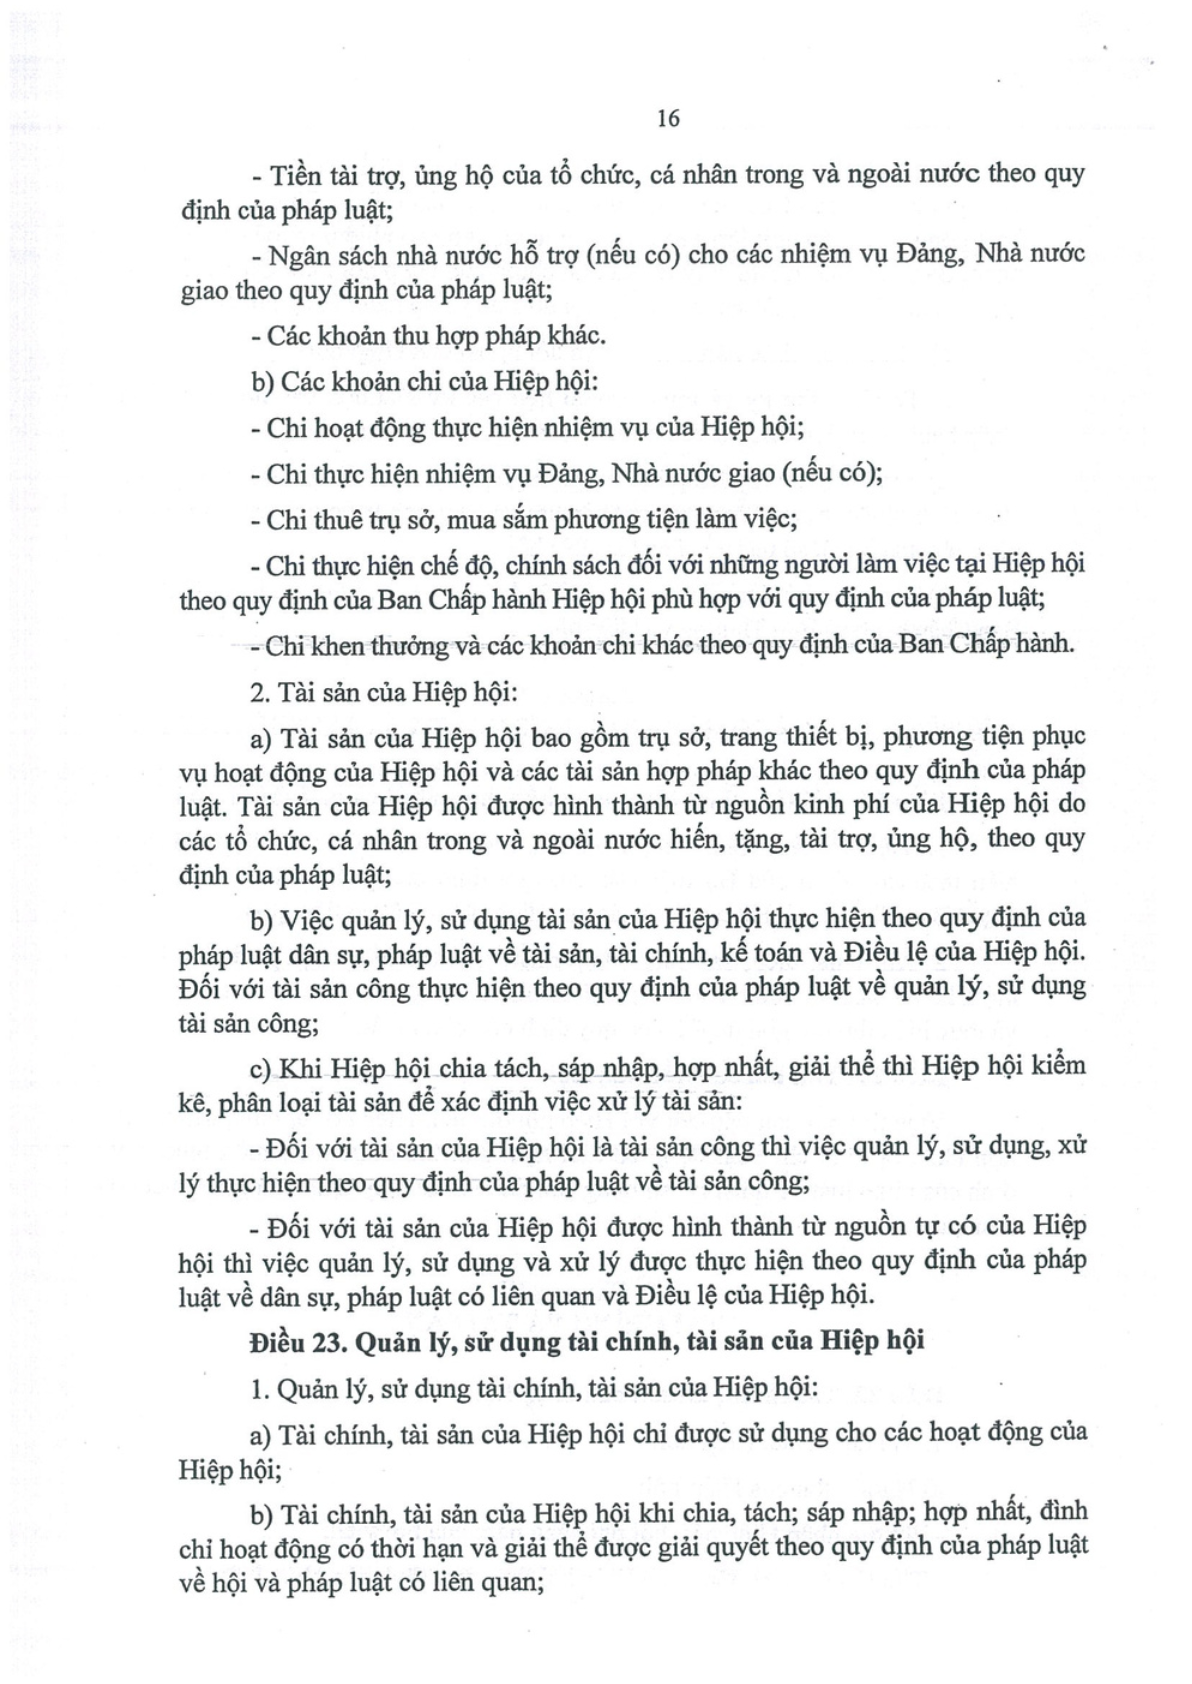 16
- Tiền tài trợ, ủng hộ của tổ chức, cá nhân trong và ngoài nước theo quy
định của pháp luật;
- Ngân sách nhà nước hỗ trợ (nếu có) cho các nhiệm vụ Đảng, Nhà nước
giao theo quy định của pháp luật;
- Các khoản thu hợp pháp khác.
b) Các khoản chi của Hiệp hội:
- Chi hoạt động thực hiện nhiệm vụ của Hiệp hội;
- Chi thực hiện nhiệm vụ Đảng, Nhà nước giao (nếu có);
- Chi thuê trụ sở, mua sắm phương tiện làm việc;
- Chi thực hiện chế độ, chính sách đối với những người làm việc tại Hiệp hội
theo quy định của Ban Chấp hành Hiệp hội phù hợp với quy định của pháp luật;
- Chi khen thưởng và các khoản chi khác theo quy định của Ban Chấp hành.
2. Tài sản của Hiệp hội:
a) Tài sản của Hiệp hội bao gồm trụ sở, trang thiết bị, phương tiện phục
vụ hoạt động của Hiệp hội và các tài sản hợp pháp khác theo quy định của pháp
luật. Tài sản của Hiệp hội được hình thành từ nguồn kinh phí của Hiệp hội do
các tổ chức, cá nhân trong và ngoài nước hiến, tặng, tài trợ, ủng hộ, theo quy
định của pháp luật;
b) Việc quản lý, sử dụng tài sản của Hiệp hội thực hiện theo quy định của
pháp luật dân sự, pháp luật về tài sản, tài chính, kế toán và Điều lệ của Hiệp hội.
Đối với tài sản công thực hiện theo quy định của pháp luật về quản lý, sử dụng
tài sản công;
c) Khi Hiệp hội chia tách, sáp nhập, hợp nhất, giải thể thì Hiệp hội kiểm
kê, phân loại tài sản để xác định việc xử lý tài sản:
- Đối với tài sản của Hiệp hội là tài sản công thì việc quản lý, sử dụng, xử
lý thực hiện theo quy định của pháp luật về tài sản công;
- Đối với tài sản của Hiệp hội được hình thành từ nguồn tự có của Hiệp
hội thì việc quản lý, sử dụng và xử lý được thực hiện theo quy định của pháp
luật về dân sự, pháp luật có liên quan và Điều lệ của Hiệp hội.
Điều 23. Quản lý, sử dụng tài chính, tài sản của Hiệp hội
1. Quản lý, sử dụng tài chính, tài sản của Hiệp hội:
a) Tài chính, tài sản của Hiệp hội chỉ được sử dụng cho các hoạt động của
Hiệp hội;
b) Tài chính, tài sản của Hiệp hội khi chia, tách; sáp nhập; hợp nhất, đình
chỉ hoạt động có thời hạn và giải thể được giải quyết theo quy định của pháp luật
về hội và pháp luật có liên quan;